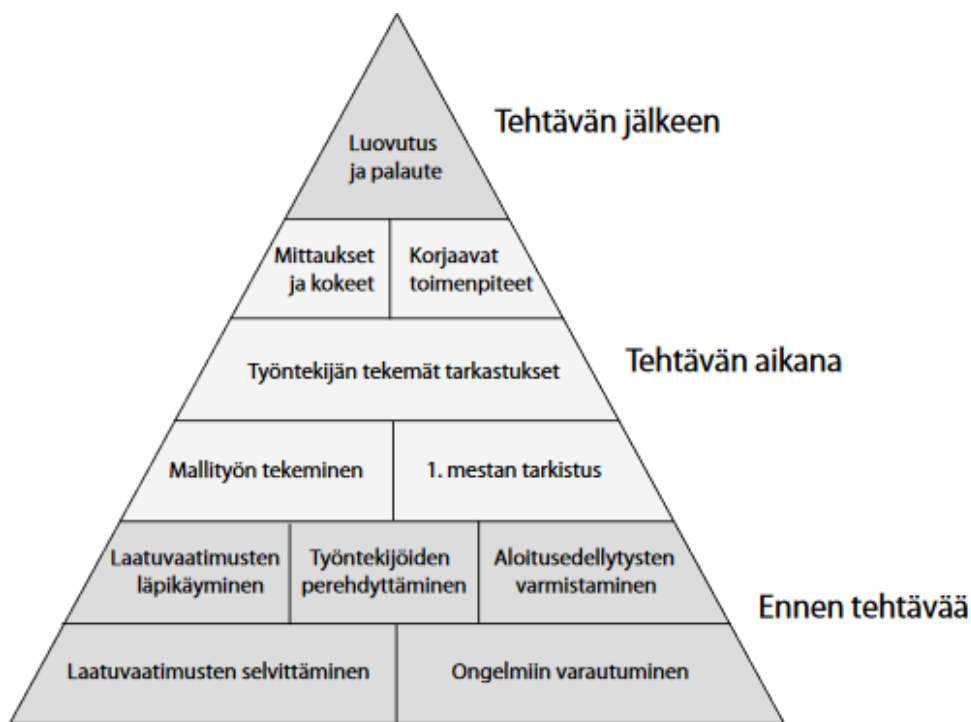 Tehtävän jälkeen
Luovutus
ja palaute
Mittaukset
ja kokeet
Korjaavat
toimenpiteet
Työntekijän tekemät tarkastukset
Tehtävän aikana
Mallityön tekeminen
1. mestan tarkistus
Laatuvaatimusten
läpikäyminen
Työntekijöiden
perehdyttäminen
Aloitusedellytysten
varmistaminen
Ennen tehtävää
Laatuvaatimusten selvittäminen
Ongelmiin varautuminen